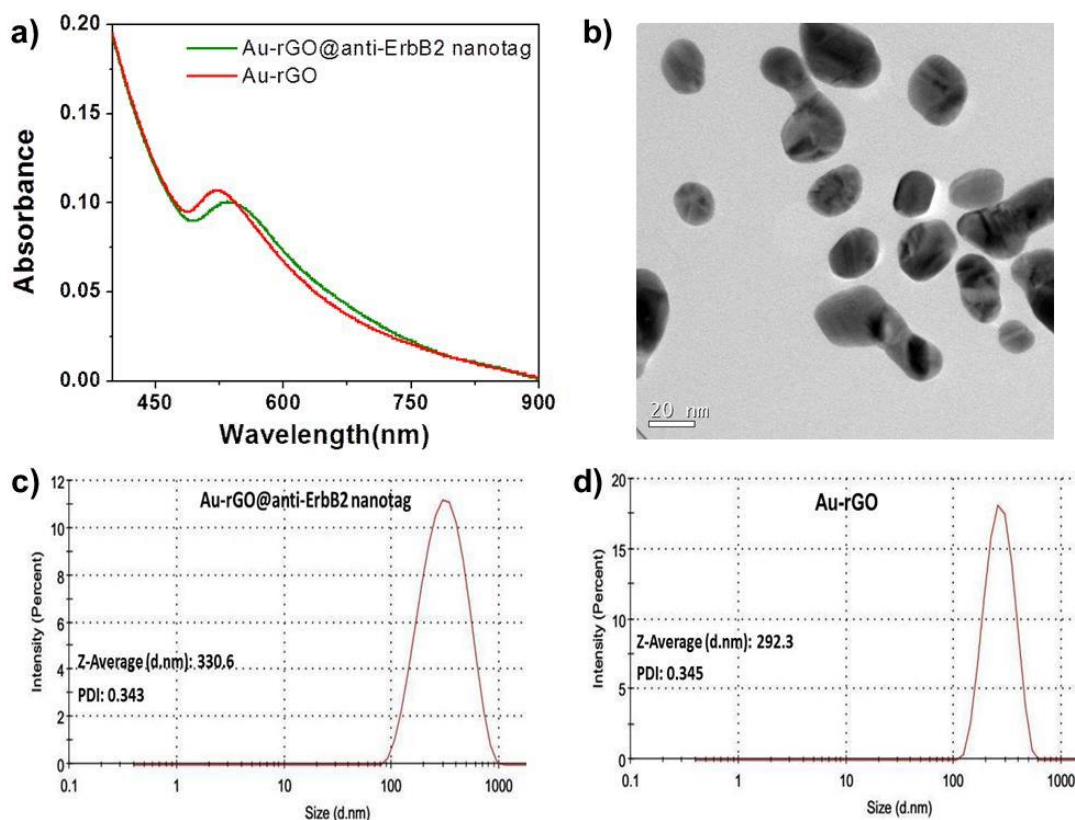 a)
Au-rGO@anti-ErbB2 nanotag
Au-rGO
0.20
0.15
0.10
0.05
0.00
Absorbance
450
600
750
900
Wavelength(nm)
b)
20 nm
c)
Au-rGO@anti-ErbB2 nanotag
Z-Average (d.nm): 330.6
PDI: 0.343
12
10
8
6
4
2
0
Intensity (Percent)
0.1
1
10
100
1000
Size (d.nm)
d)
Au-rGO
Z-Average (d.nm): 292.3
PDI: 0.345
20
15
10
5
0
Intensity (Percent)
0.1
1
10
100
1000
Size (d.nm)